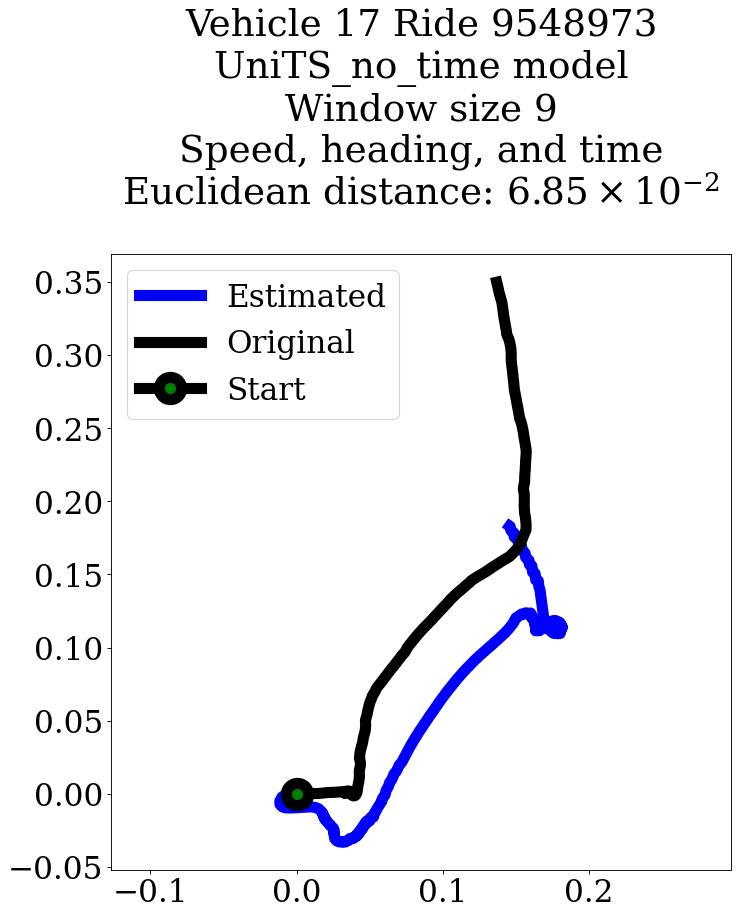 Vehicle 17 Ride 9548973
UniTS_no_time model
Window size 9
Speed, heading, and time
Euclidean distance: 6.85 × 10⁻²
Estimated
Original
Start
0.35
0.30
0.25
0.20
0.15
0.10
0.05
0.00
−0.05
−0.1 0.0 0.1 0.2